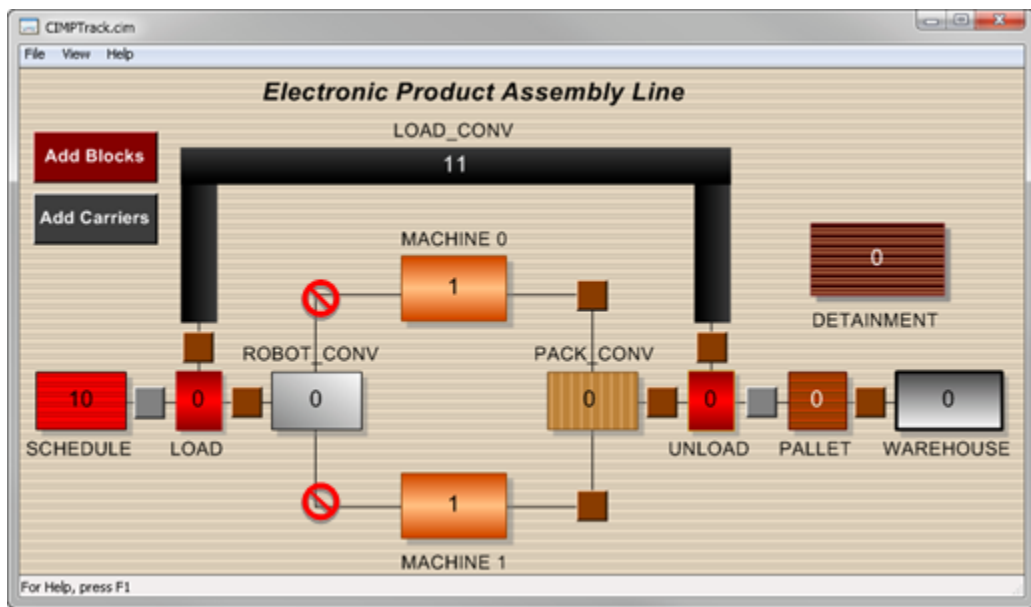 CIMPTrack.cim
File View Help
Electronic Product Assembly Line
LOAD_CONV
11
Add Blocks
Add Carriers
MACHINE 0
1
0
DETAINMENT
ROBOT_CONV
PACK_CONV
10
0
0
0
0
0
0
SCHEDULE
LOAD
UNLOAD
PALLET
WAREHOUSE
1
MACHINE 1
For Help, press F1